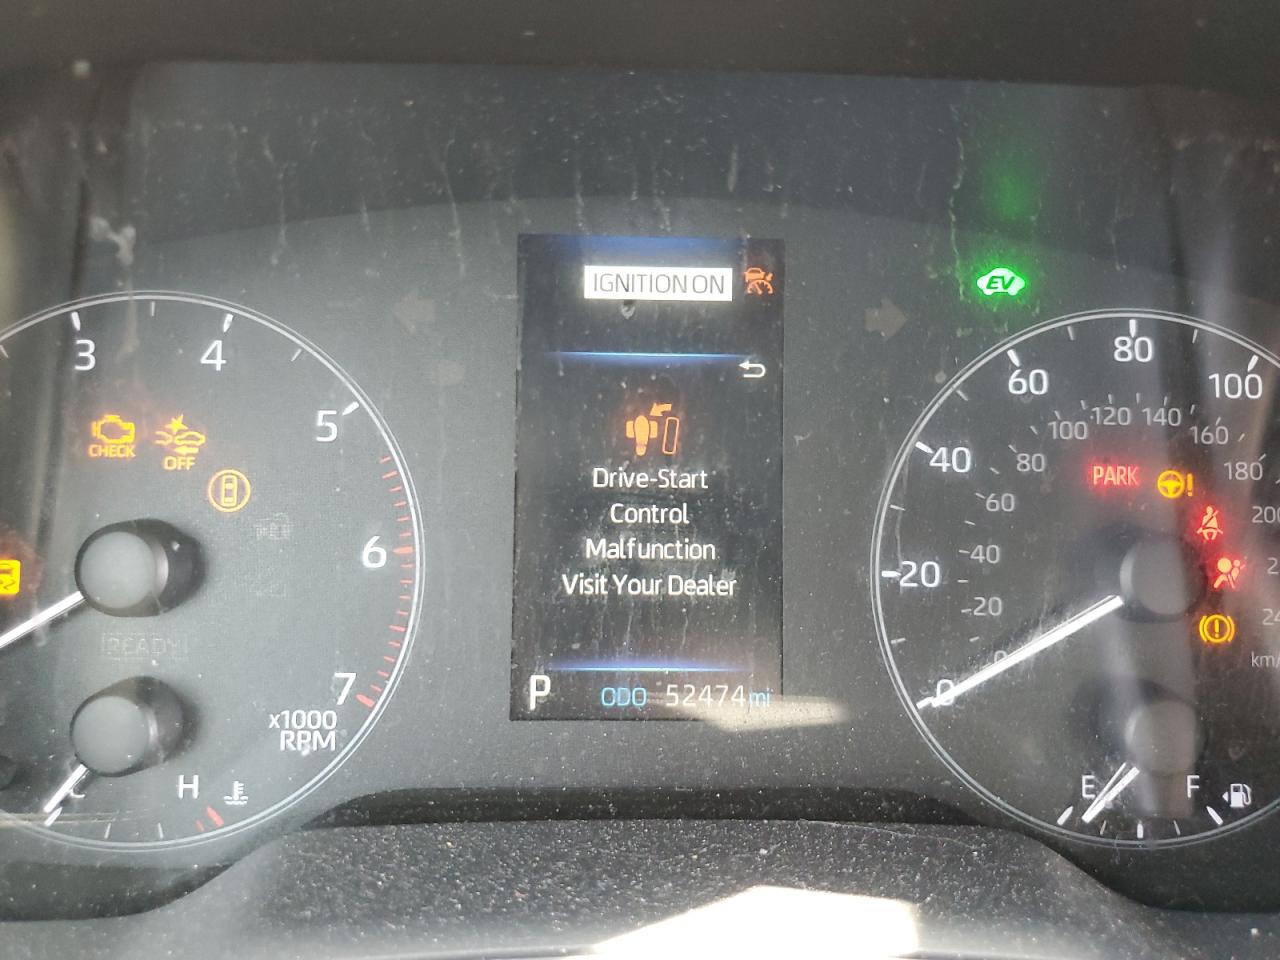 IGNITION ON
EV
3
4
5
6
7
x1000
RPM
CHECK
OFF
READY
H
Drive-Start
Control
Malfunction
Visit Your Dealer
P ODO 52474 mi
0
20
40
60
80
100
0
20
40
60
80
100
120
140
160
180
PARK
km/
E
F